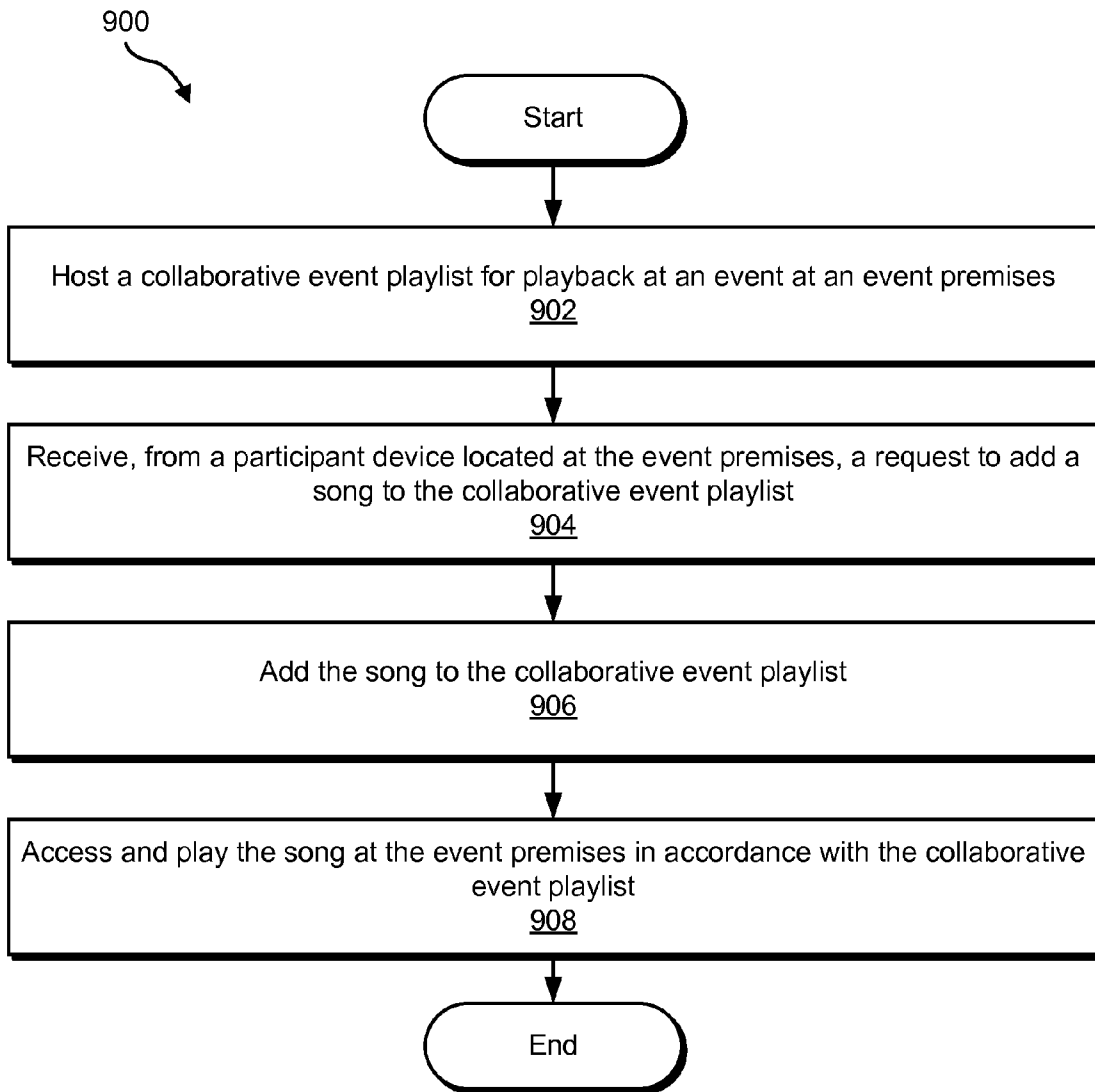 900
Start
Host a collaborative event playlist for playback at an event at an event premises
902
Receive, from a participant device located at the event premises, a request to add a
song to the collaborative event playlist
904
Add the song to the collaborative event playlist
906
Access and play the song at the event premises in accordance with the collaborative
event playlist
908
End